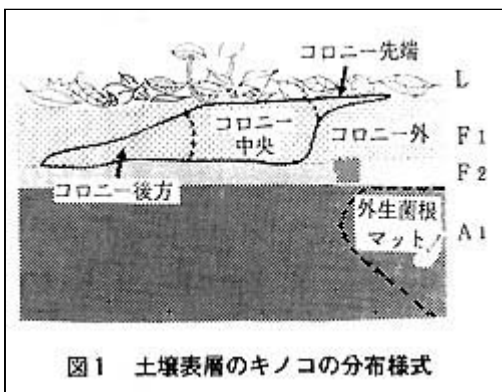 コロニー先端
L
コロニー
中央
コロニー外
F1
F2
コロニー後方
外生菌根
マット
A1
図1 土壌表層のキノコの分布様式